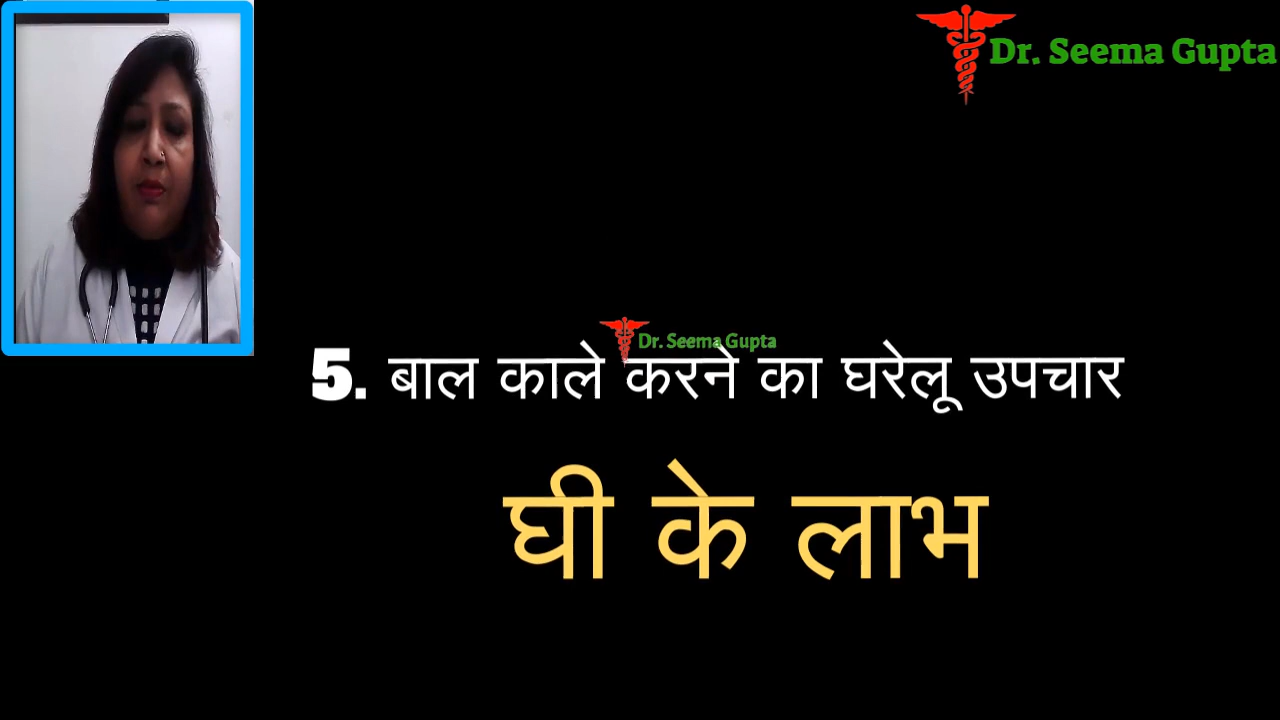 Dr. Seema Gupta
Dr. Seema Gupta
5. बाल काले करने का घरेलू उपचार
घी के लाभ